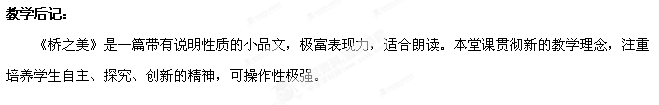 教学后记：
《桥之美》是一篇带有说明性质的小品文，极富表现力，适合朗读。本堂课贯彻新的教学理念，注重
培养学生自主、探究、创新的精神，可操作性极强。